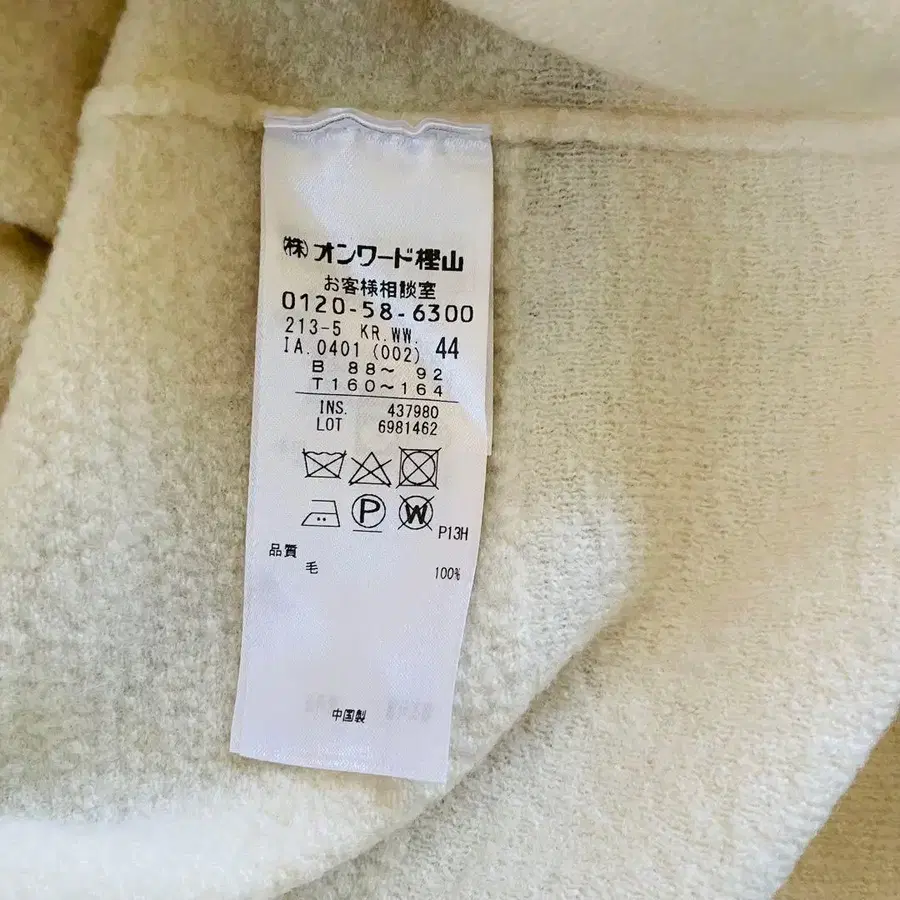 (株)オンワード樫山
お客様相談室
0120-58-6300
213-5 KR.WW. 44
IA.0401 (002)
B 88～ 92
T160～164
INS. 437980
LOT 6981462
P W P13H
品質
毛 100%
中国製